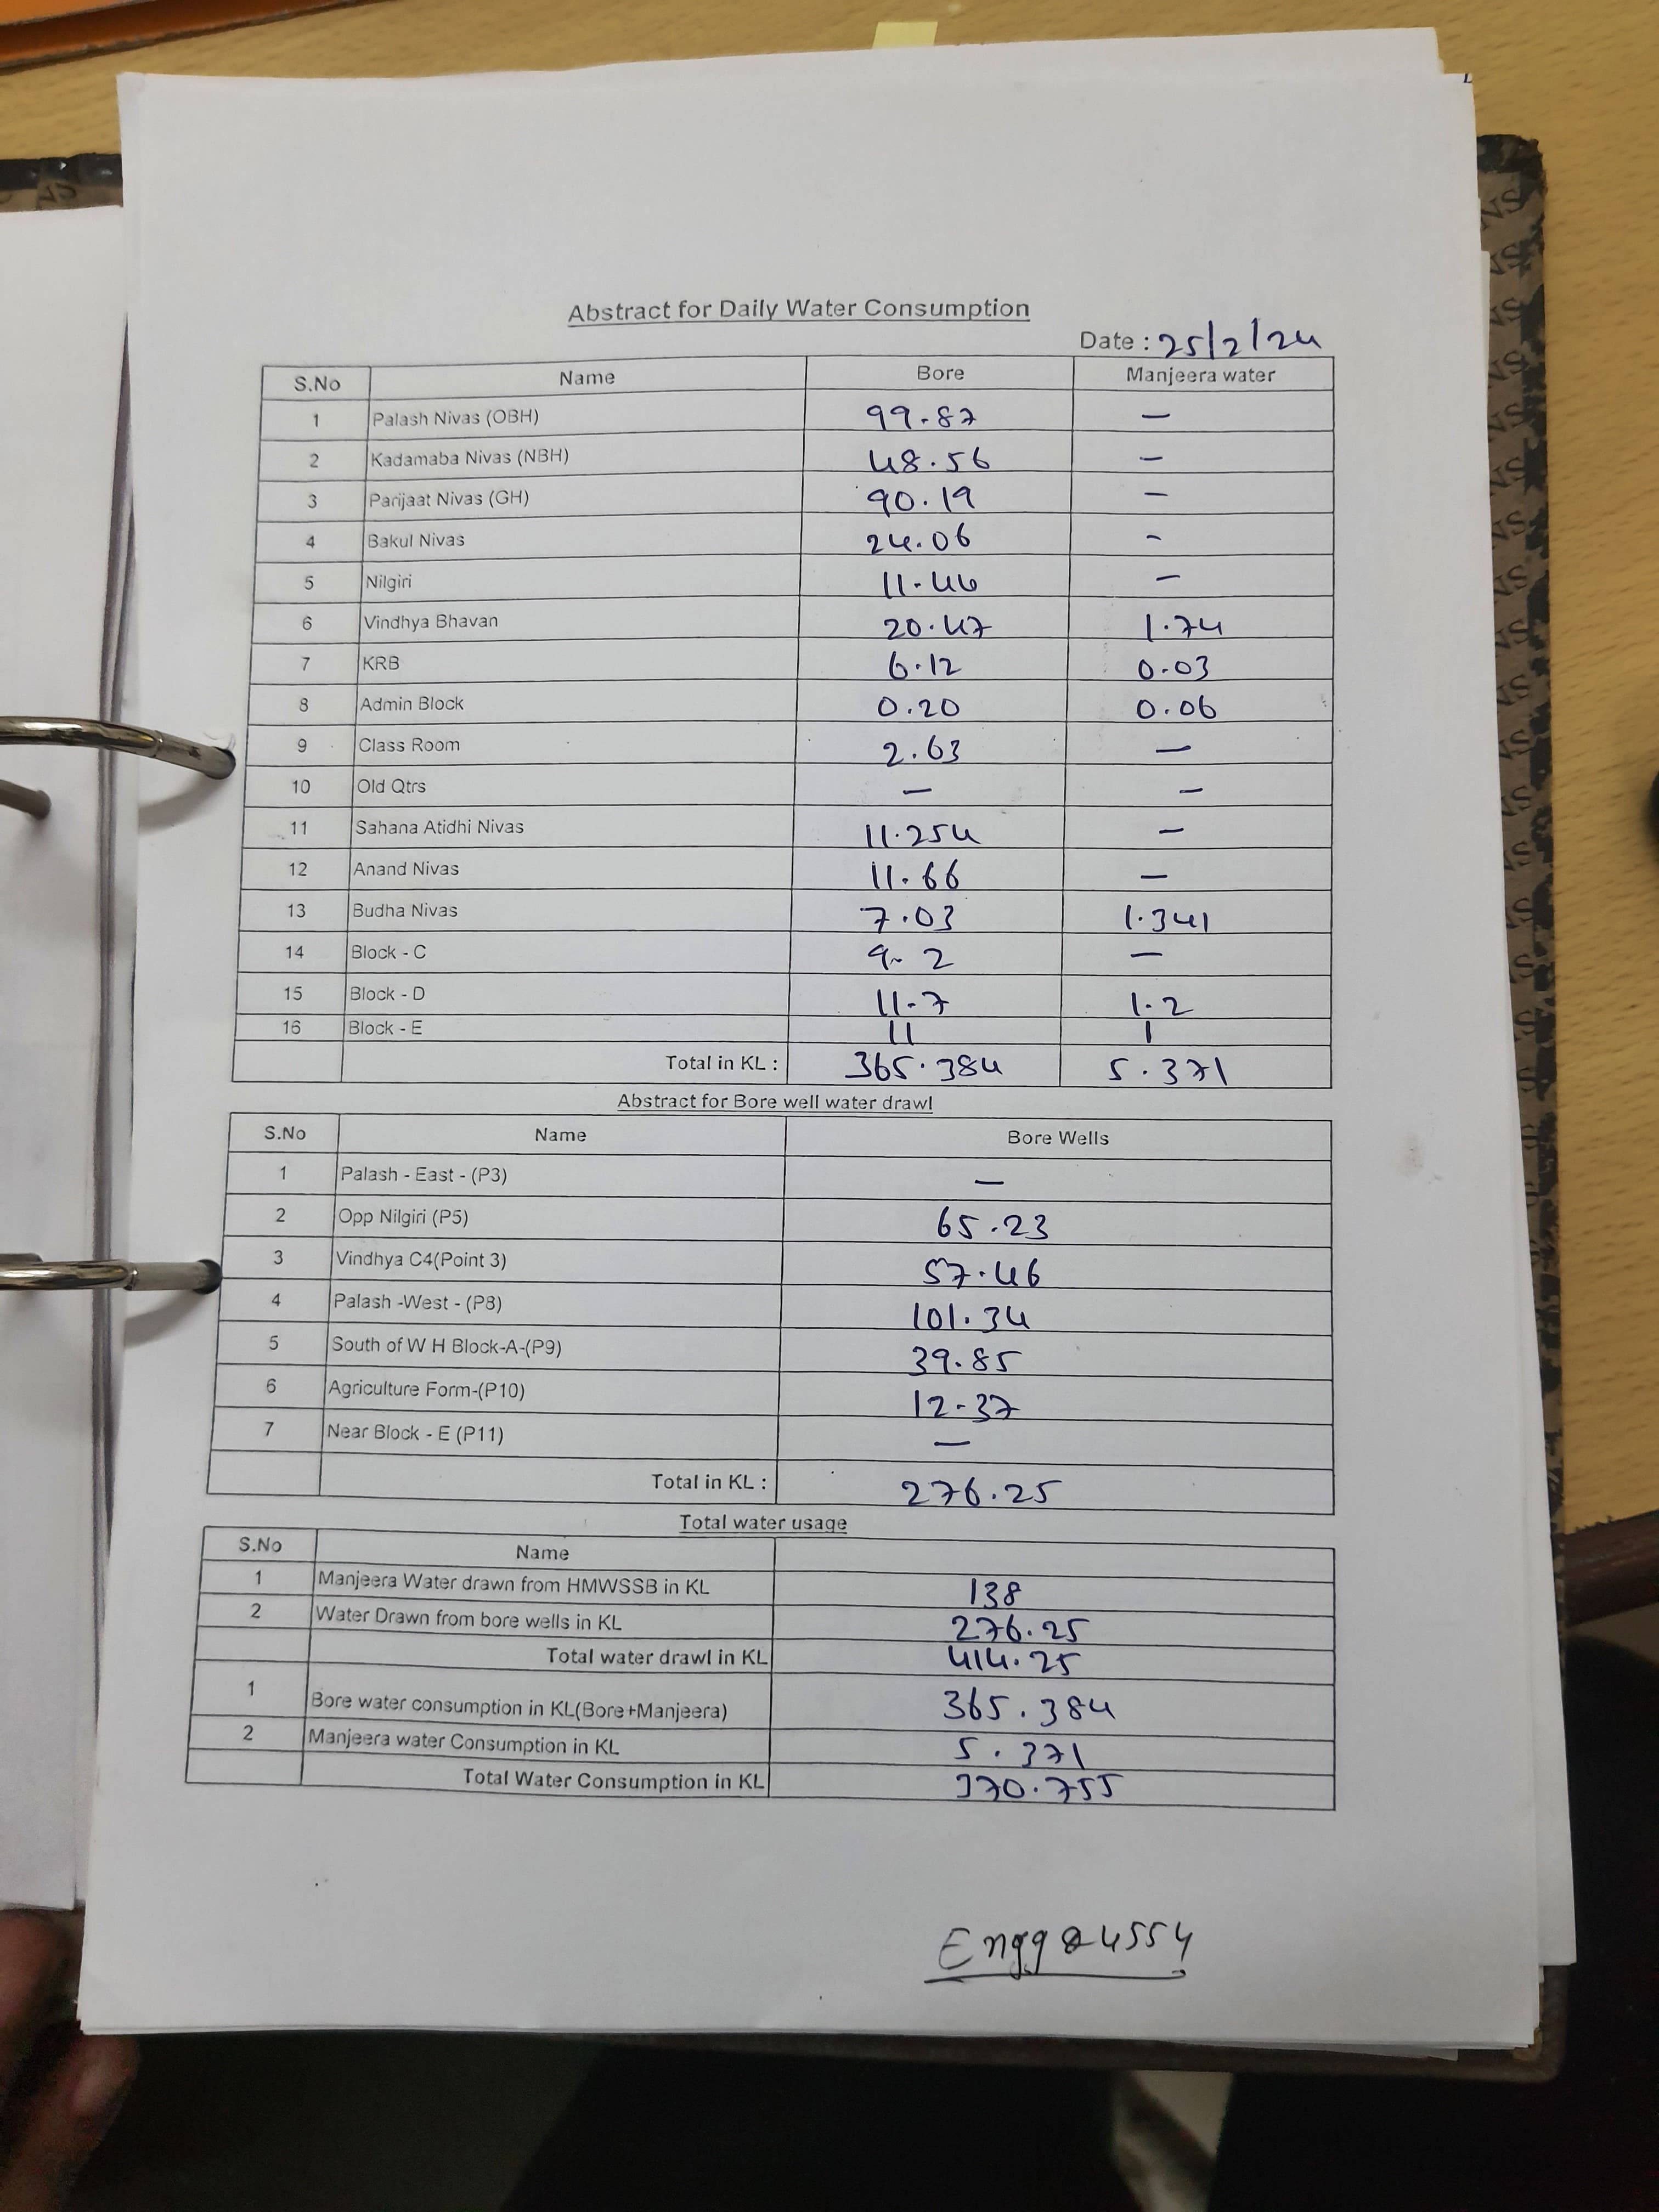 Abstract for Daily Water Consumption
Date : 25/2/24
S.No Name Bore Manjeera water
1 Palash Nivas (OBH) 99.87 —
2 Kadamaba Nivas (NBH) 48.56 —
3 Parijaat Nivas (GH) 90.19 —
4 Bakul Nivas 24.06 -
5 Nilgiri 11.46 —
6 Vindhya Bhavan 20.47 1.74
7 KRB 6.12 0.03
8 Admin Block 0.20 0.06
9 Class Room 2.63 —
10 Old Qtrs — —
11 Sahana Atidhi Nivas 11.254 —
12 Anand Nivas 11.66 —
13 Budha Nivas 7.03 1.341
14 Block - C 9.2 —
15 Block - D 11.7 1.2
16 Block - E 11 1
Total in KL : 365.384 5.371
Abstract for Bore well water drawl
S.No Name Bore Wells
1 Palash - East - (P3) —
2 Opp Nilgiri (P5) 65.23
3 Vindhya C4(Point 3) 57.46
4 Palash -West - (P8) 101.34
5 South of W H Block-A-(P9) 39.85
6 Agriculture Form-(P10) 12.37
7 Near Block - E (P11) —
Total in KL : 276.25
Total water usage
S.No Name
1 Manjeera Water drawn from HMWSSB in KL 138
2 Water Drawn from bore wells in KL 276.25
Total water drawl in KL 414.25
1 Bore water consumption in KL(Bore+Manjeera) 365.384
2 Manjeera water Consumption in KL 5.371
Total Water Consumption in KL 370.755